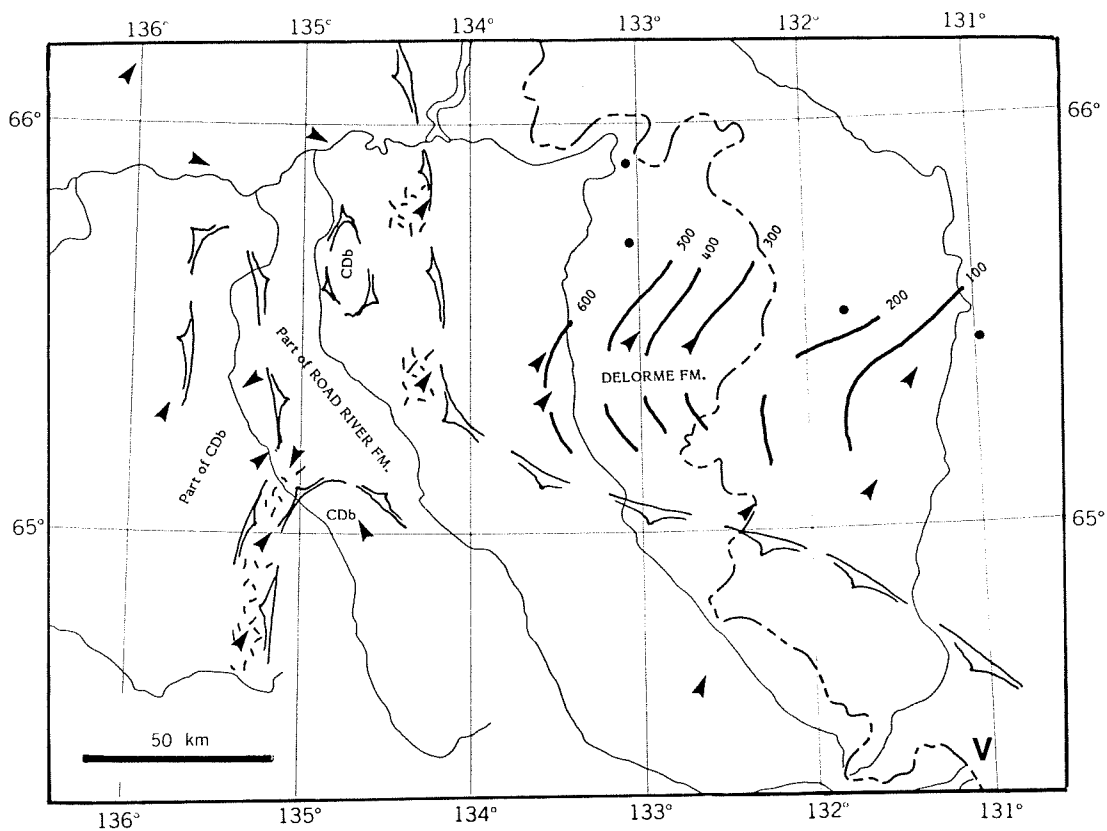 136° 135° 134° 133° 132° 131°
66° 66°
500
400
300
100
CDb
600
200
Part of ROAD RIVER FM.
DELORME FM.
Part of CDb
CDb
65° 65°
50 km
V
136° 135° 134° 133° 132° 131°